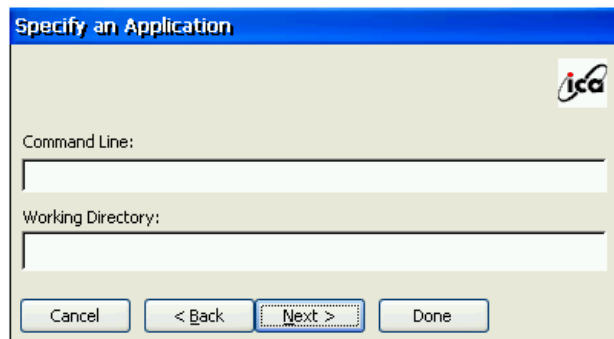 Specify an Application
ica
Command Line:
Working Directory:
Cancel
< Back
Next >
Done